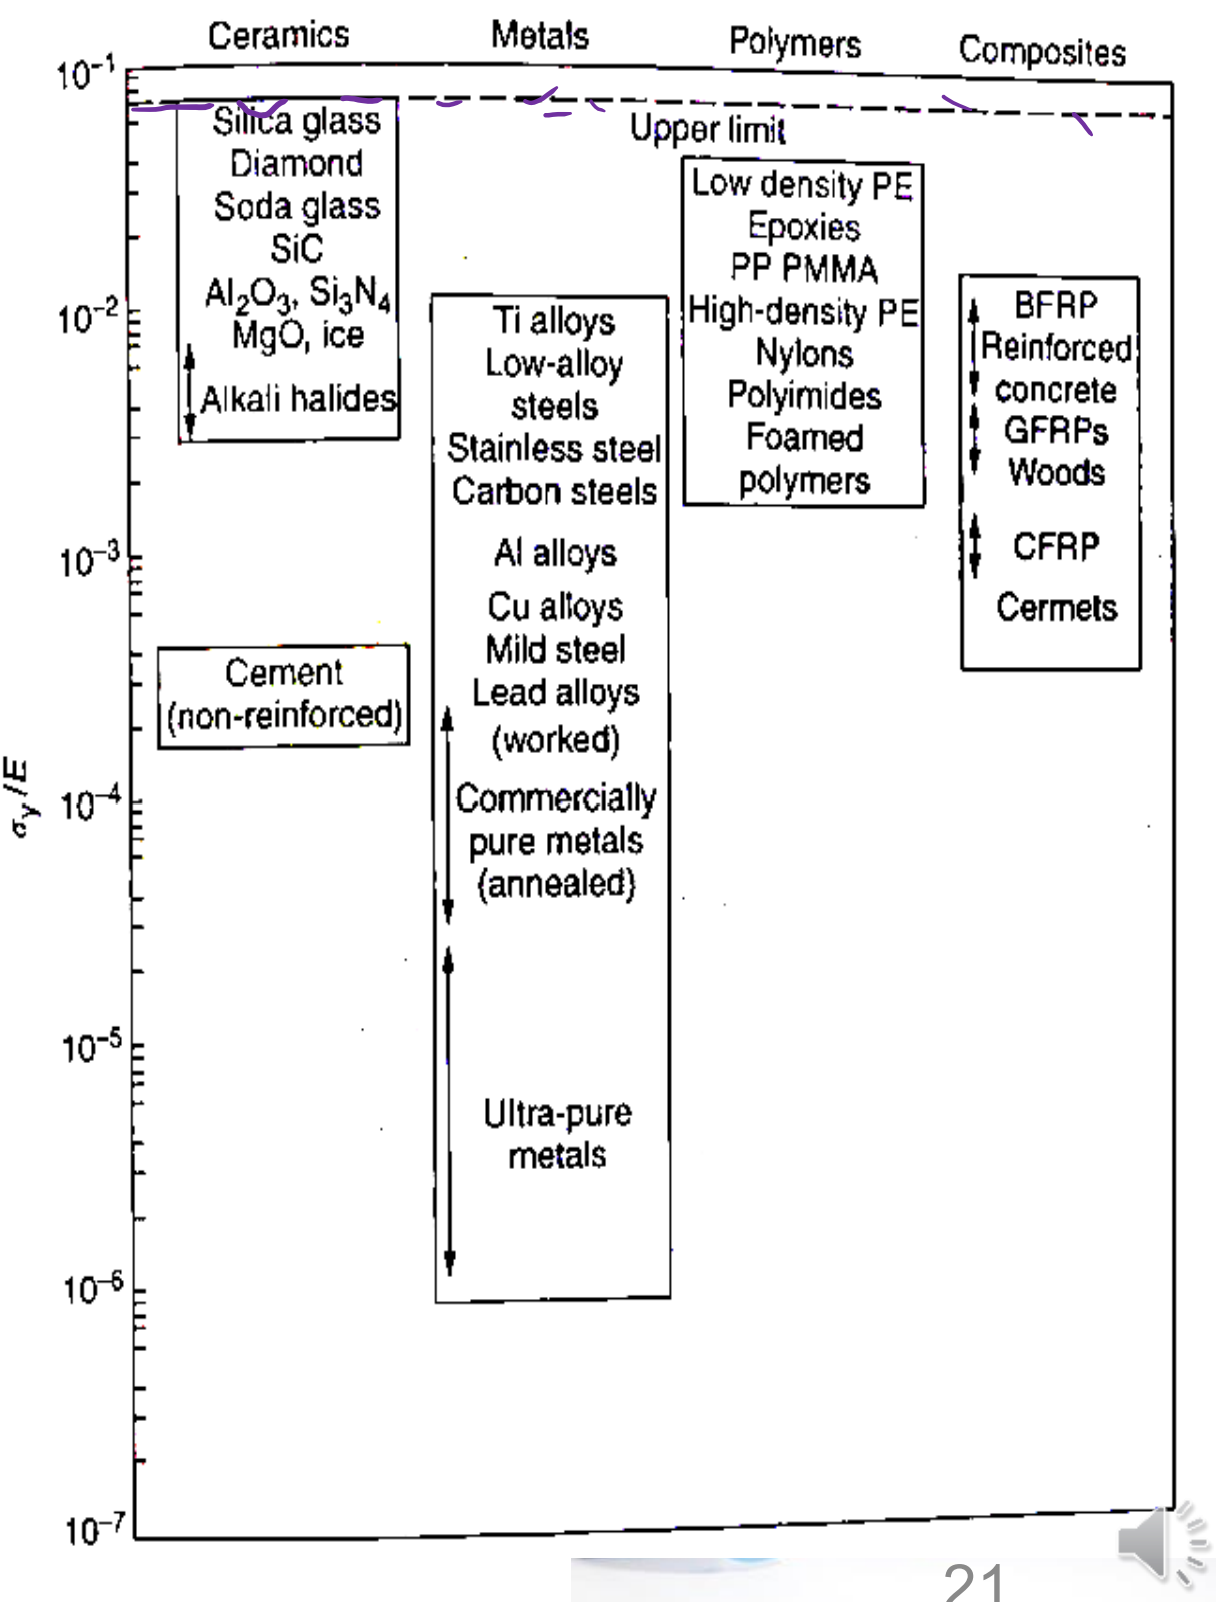 Ceramics
Metals
Polymers
Composites
10⁻¹
10⁻²
10⁻³
10⁻⁴
10⁻⁵
10⁻⁶
10⁻⁷
σy/E
Upper limit
Silica glass
Diamond
Soda glass
SiC
Al₂O₃, Si₃N₄
MgO, ice
Alkali halides
Cement
(non-reinforced)
Ti alloys
Low-alloy
steels
Stainless steel
Carbon steels
Al alloys
Cu alloys
Mild steel
Lead alloys
(worked)
Commercially
pure metals
(annealed)
Ultra-pure
metals
Low density PE
Epoxies
PP PMMA
High-density PE
Nylons
Polyimides
Foamed
polymers
BFRP
Reinforced
concrete
GFRPs
Woods
CFRP
Cermets
21